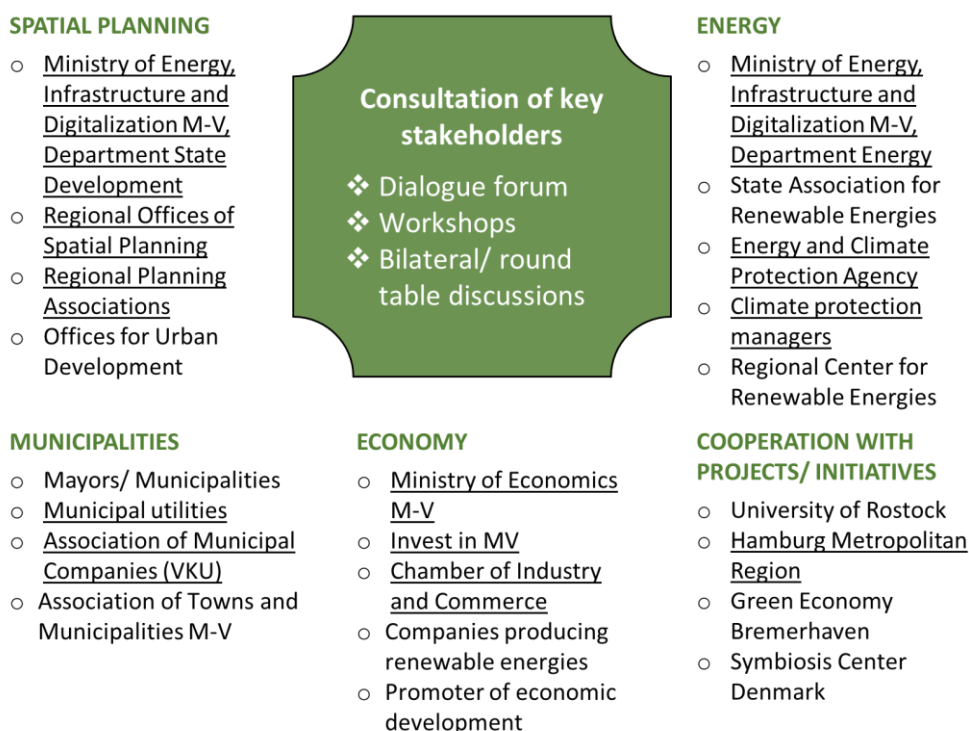 SPATIAL PLANNING
o Ministry of Energy,
Infrastructure and
Digitalization M-V,
Department State
Development
o Regional Offices of
Spatial Planning
o Regional Planning
Associations
o Offices for Urban
Development
Consultation of key
stakeholders
❖ Dialogue forum
❖ Workshops
❖ Bilateral/ round
table discussions
ENERGY
o Ministry of Energy,
Infrastructure and
Digitalization M-V,
Department Energy
o State Association for
Renewable Energies
o Energy and Climate
Protection Agency
o Climate protection
managers
o Regional Center for
Renewable Energies
MUNICIPALITIES
o Mayors/ Municipalities
o Municipal utilities
o Association of Municipal
Companies (VKU)
o Association of Towns and
Municipalities M-V
ECONOMY
o Ministry of Economics
M-V
o Invest in MV
o Chamber of Industry
and Commerce
o Companies producing
renewable energies
o Promoter of economic
development
COOPERATION WITH
PROJECTS/ INITIATIVES
o University of Rostock
o Hamburg Metropolitan
Region
o Green Economy
Bremerhaven
o Symbiosis Center
Denmark